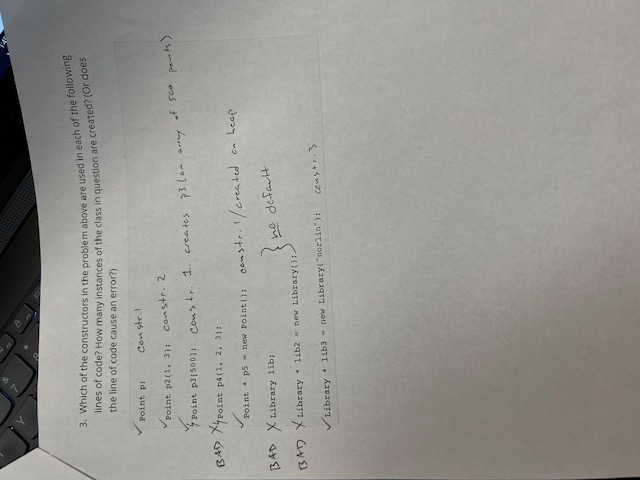 3. Which of the constructors in the problem above are used in each of the following
lines of code? How many instances of the class in question are created? (Or does
the line of code cause an error?)
✓ Point p; constr. 1
✓ Point p2(1, 3); constr. 2
✓ Point p3[500]; constr. 1. creates p3 (an array of 500 points)
BAD X Point p4(1, 2, 3);
✓ Point * p5 = new Point(); constr. 1/created on heap
BAD X Library lib;
} no default
BAD X Library * lib2 = new Library();
✓ Library * lib3 = new Library("norlin"); constr. 3